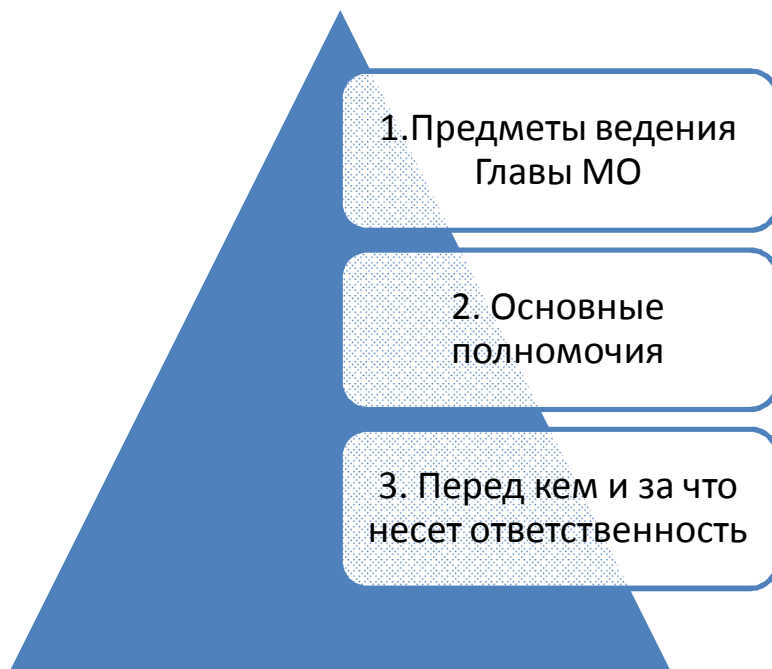 1.Предметы ведения
Главы МО
2. Основные
полномочия
3. Перед кем и за что
несет ответственность